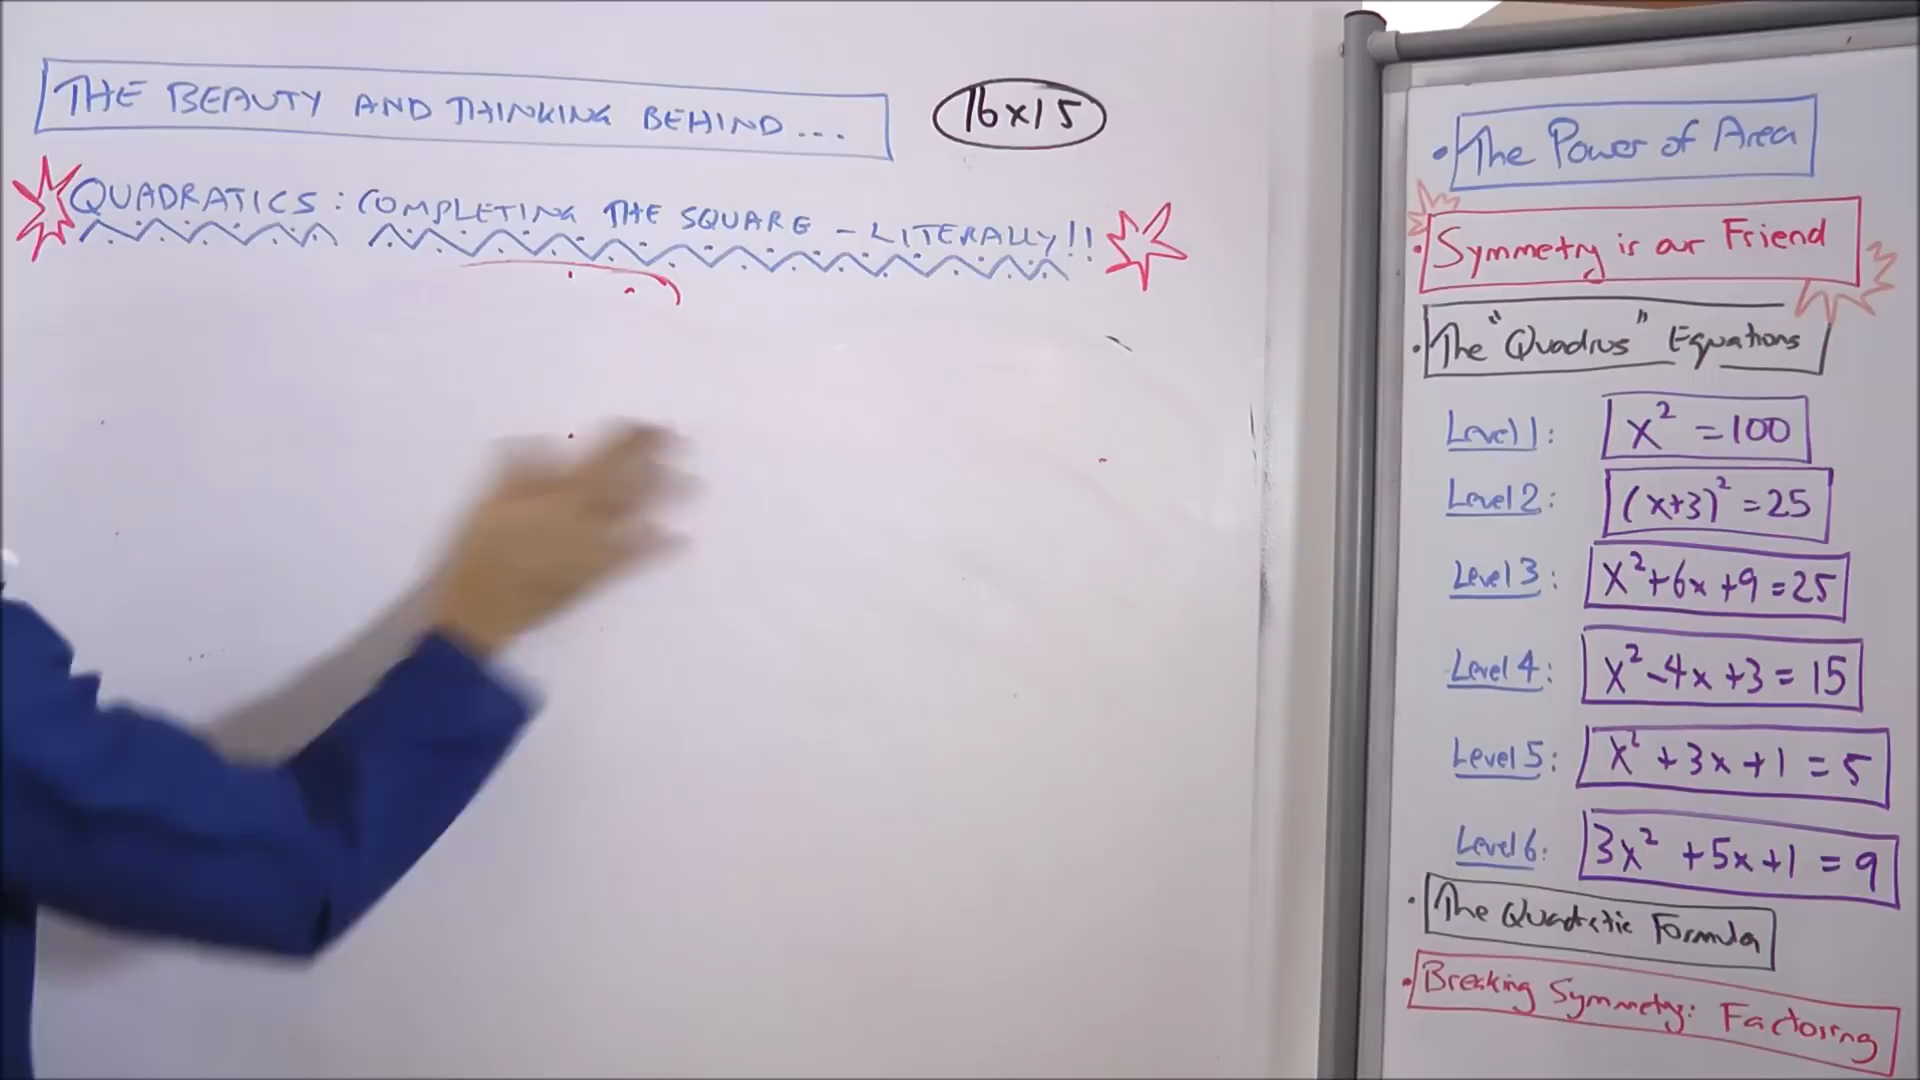 THE BEAUTY AND THINKING BEHIND...
16x15
QUADRATICS: COMPLETING THE SQUARE - LITERALLY!!
• The Power of Area
• Symmetry is our Friend
• The "Quadrus" Equations
Level 1: x² = 100
Level 2: (x+3)² = 25
Level 3: x²+6x+9=25
Level 4: x²-4x+3=15
Level 5: x²+3x+1=5
Level 6: 3x²+5x+1=9
• The Quadratic Formula
• Breaking Symmetry: Factoring